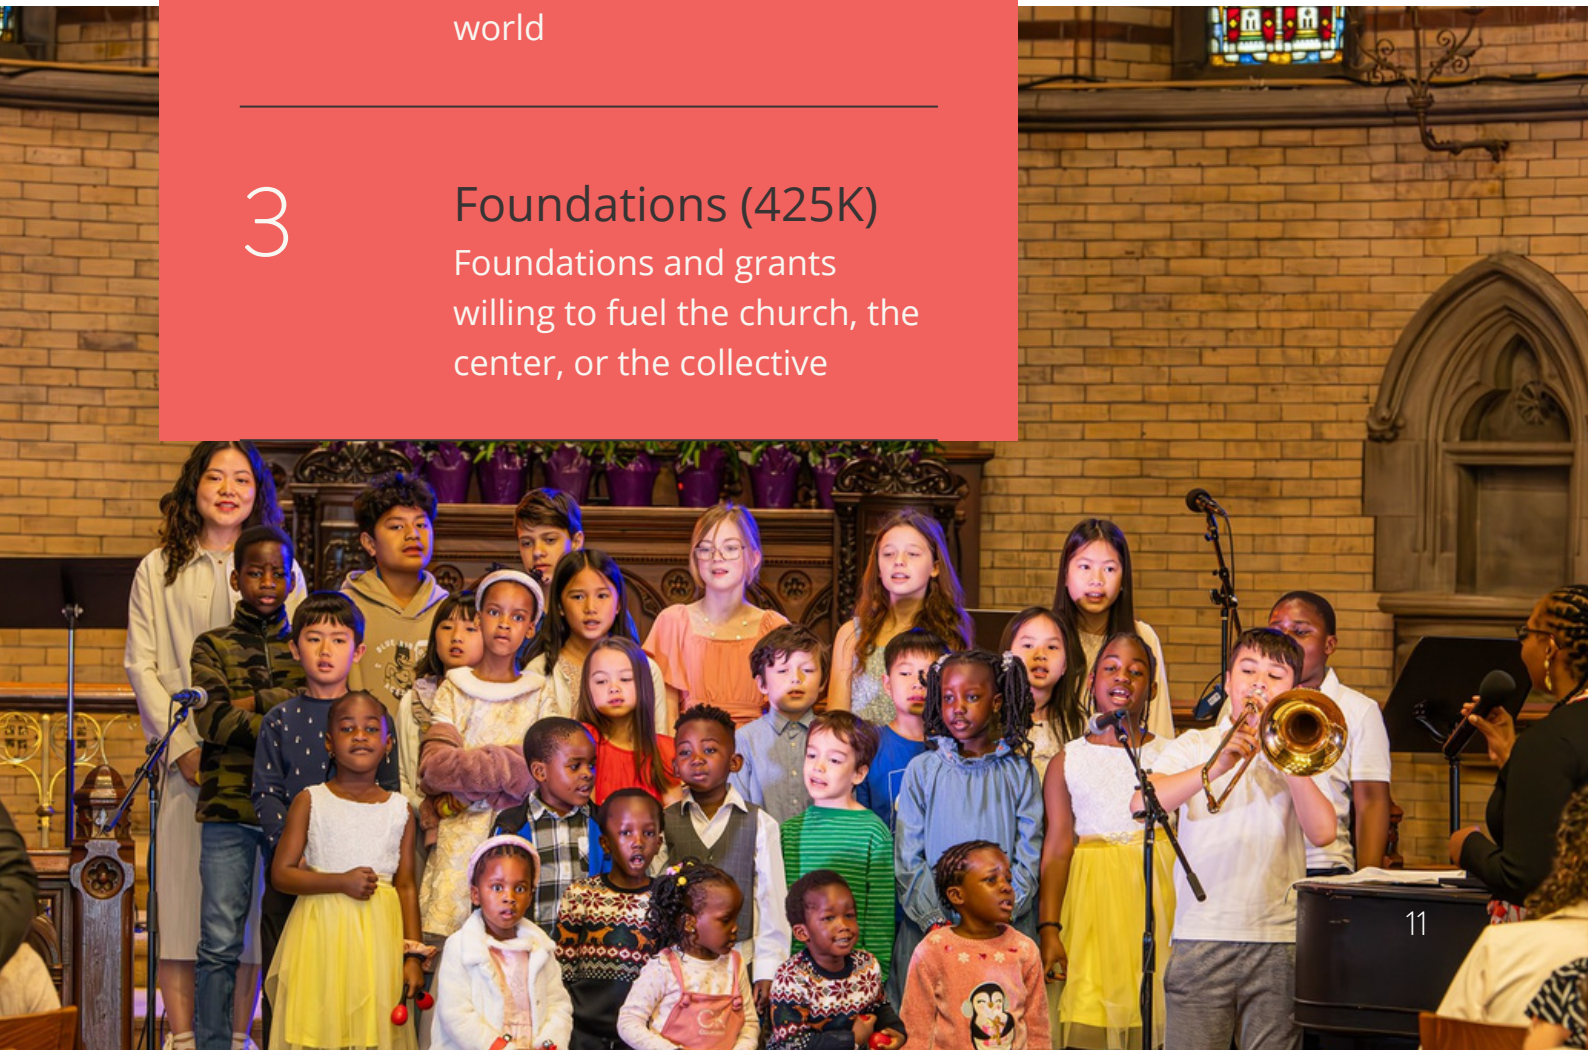 world
3
Foundations (425K)
Foundations and grants
willing to fuel the church, the
center, or the collective
11